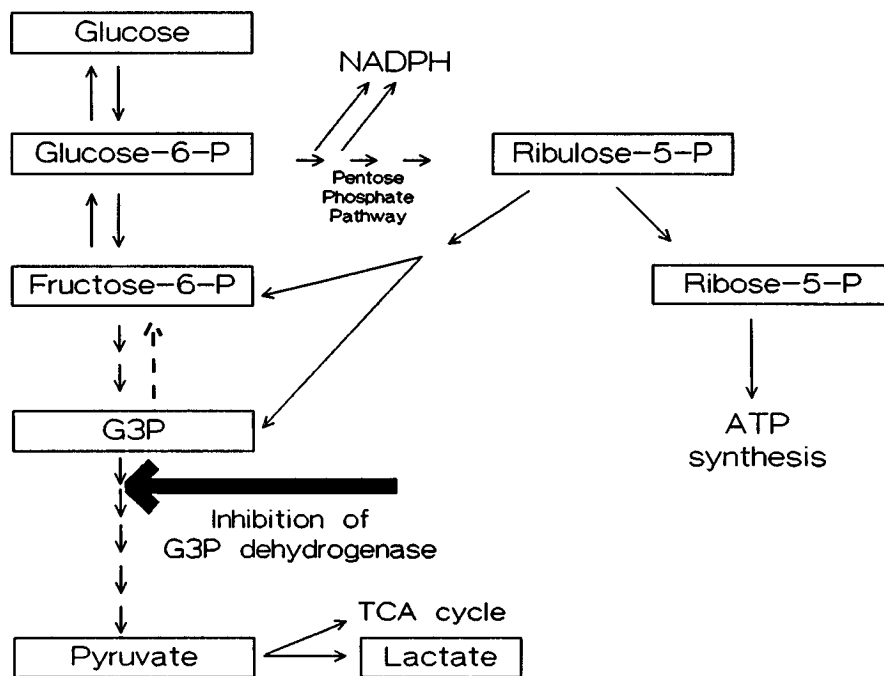 Glucose
NADPH
Glucose-6-P
Ribulose-5-P
Pentose
Phosphate
Pathway
Fructose-6-P
Ribose-5-P
G3P
ATP
synthesis
Inhibition of
G3P dehydrogenase
TCA cycle
Pyruvate
Lactate